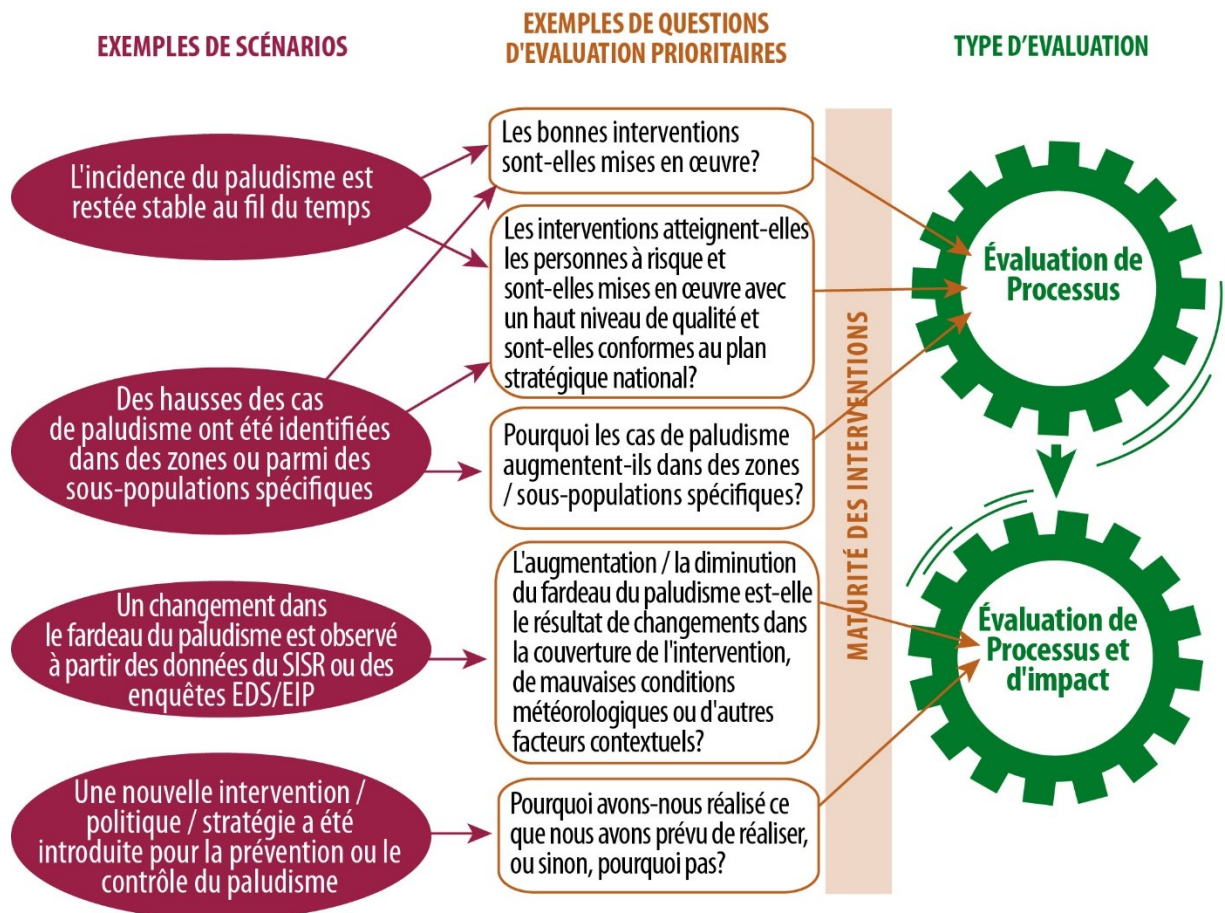 EXEMPLES DE SCÉNARIOS
EXEMPLES DE QUESTIONS
D'EVALUATION PRIORITAIRES
TYPE D’EVALUATION
L'incidence du paludisme est
restée stable au fil du temps
Des hausses des cas
de paludisme ont été identifiées
dans des zones ou parmi des
sous-populations spécifiques
Un changement dans
le fardeau du paludisme est observé
à partir des données du SISR ou des
enquêtes EDS/EIP
Une nouvelle intervention /
politique / stratégie a été
introduite pour la prévention ou le
contrôle du paludisme
Les bonnes interventions
sont-elles mises en œuvre?
Les interventions atteignent-elles
les personnes à risque et
sont-elles mises en œuvre avec
un haut niveau de qualité et
sont-elles conformes au plan
stratégique national?
Pourquoi les cas de paludisme
augmentent-ils dans des zones
/ sous-populations spécifiques?
L'augmentation / la diminution
du fardeau du paludisme est-elle
le résultat de changements dans
la couverture de l'intervention,
de mauvaises conditions
météorologiques ou d'autres
facteurs contextuels?
Pourquoi avons-nous réalisé ce
que nous avons prévu de réaliser,
ou sinon, pourquoi pas?
MATURITÉ DES INTERVENTIONS
Évaluation de
Processus
Évaluation de
Processus et
d'impact